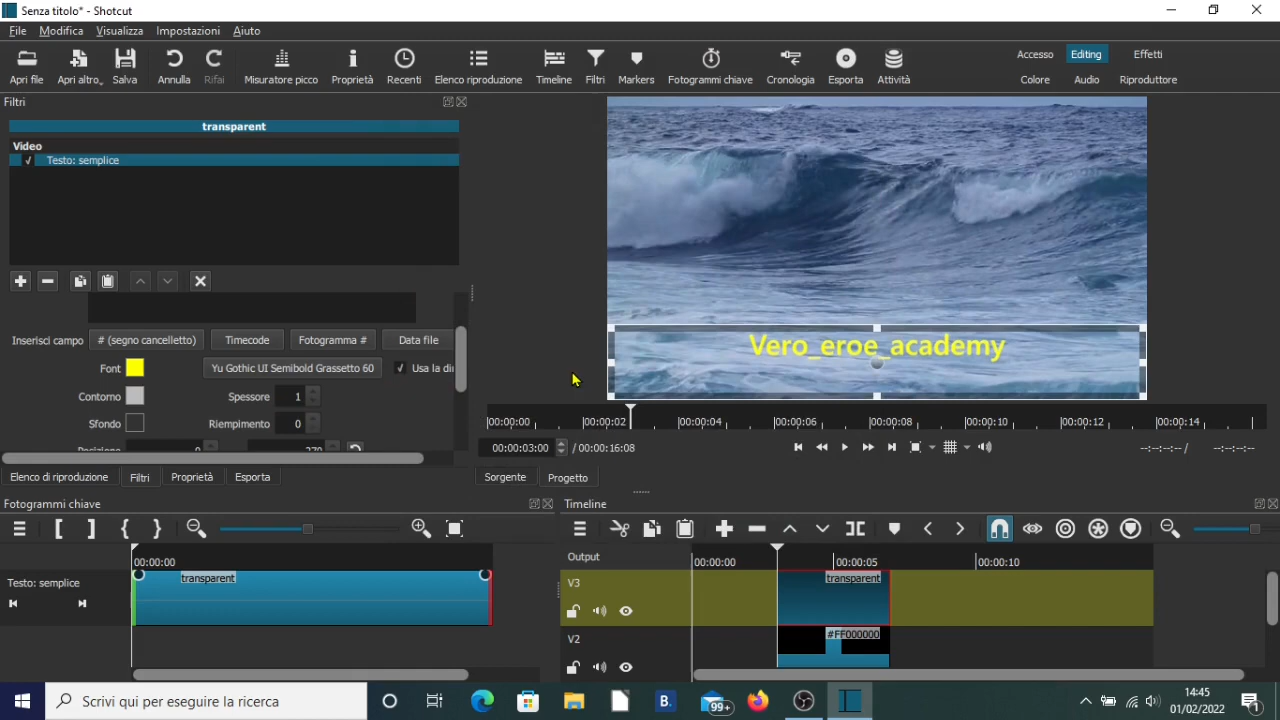 Senza titolo* - Shotcut
File Modifica Visualizza Impostazioni Aiuto
Apri file Apri altro. Salva Annulla Rifai Misuratore picco Proprietà Recenti Elenco riproduzione Timeline Filtri Markers Fotogrammi chiave Cronologia Esporta Attività
Accesso Editing Effetti
Colore Audio Riproduttore
Filtri
transparent
Video
Testo: semplice
Inserisci campo # (segno cancelletto) Timecode Fotogramma # Data file
Font Yu Gothic UI Semibold Grassetto 60 Usa la di
Contorno Spessore 1
Sfondo Riempimento 0
Posizione 0 270
Elenco di riproduzione Filtri Proprietà Esporta
Vero_eroe_academy
00:00:00 00:00:02 00:00:04 00:00:06 00:00:08 00:00:10 00:00:12 00:00:14
00:00:03:00 / 00:00:16:08 --:--:--:-- / --:--:--:--
Sorgente Progetto
Fotogrammi chiave
00:00:00
Testo: semplice transparent
Timeline
Output 00:00:00 00:00:05 00:00:10
V3 transparent
V2 #FF000000
Scrivi qui per eseguire la ricerca
B.
99+
14:45
01/02/2022
1